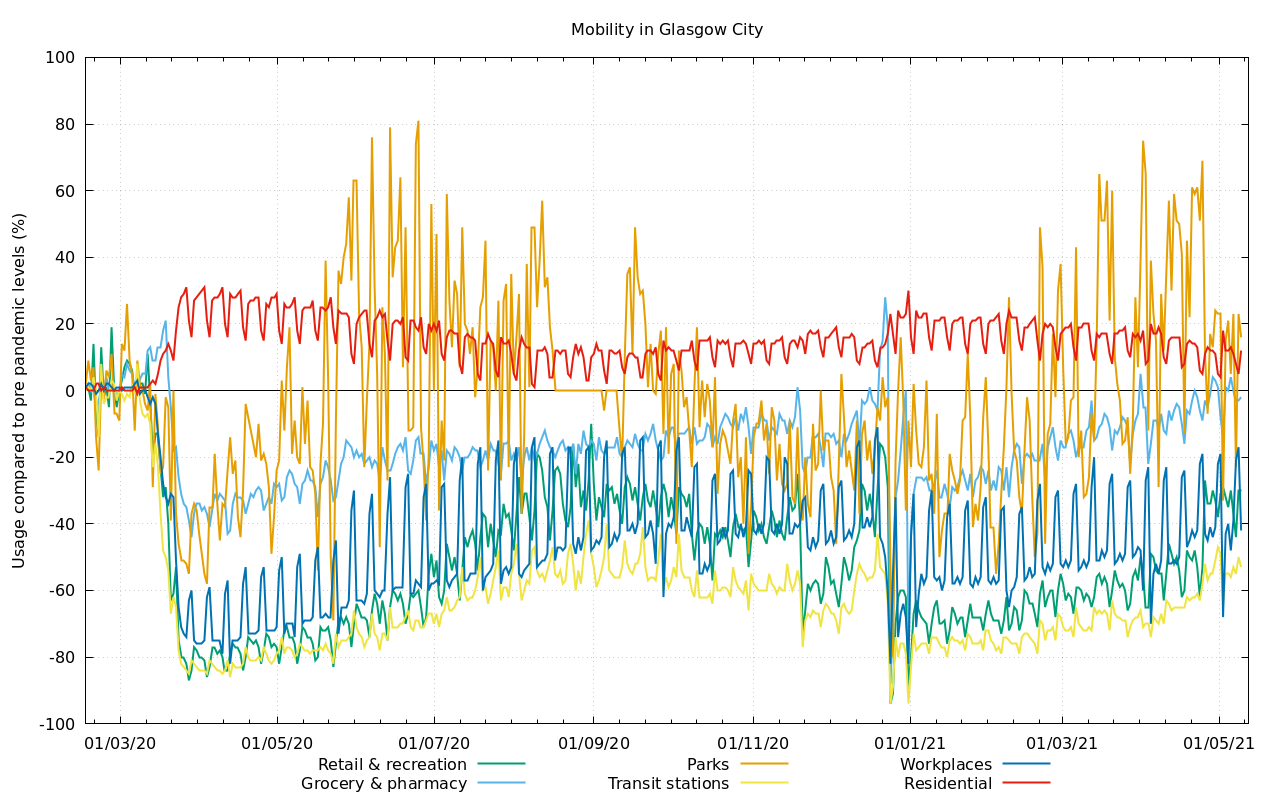 Mobility in Glasgow City
Usage compared to pre pandemic levels (%)
100
80
60
40
20
0
-20
-40
-60
-80
-100
01/03/20 01/05/20 01/07/20 01/09/20 01/11/20 01/01/21 01/03/21 01/05/21
Retail & recreation Parks Workplaces
Grocery & pharmacy Transit stations Residential